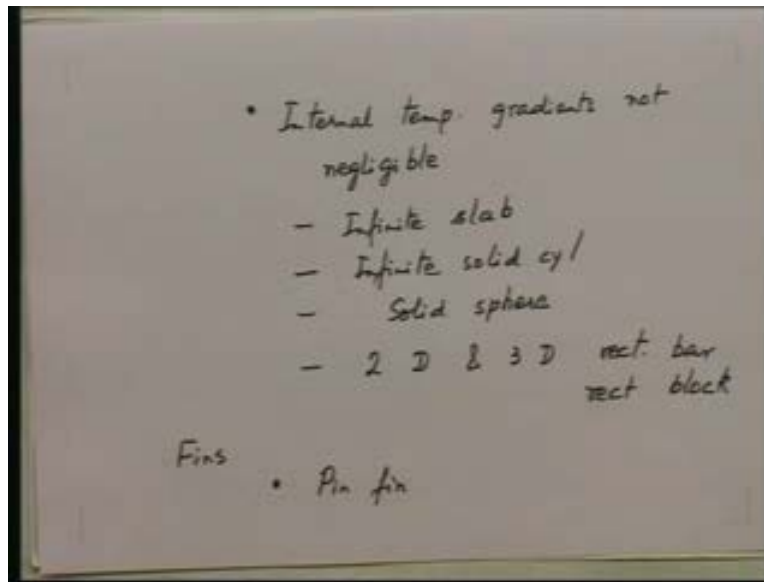 • Internal temp. gradients not
negligible
– Infinite slab
– Infinite solid cyl
– Solid sphere
– 2 D & 3 D rect. bar
rect block
Fins
• Pin fin